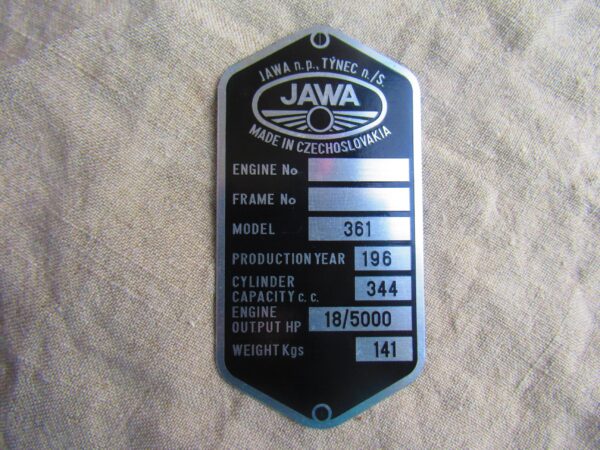 JAWA n.p., TÝNEC n./S.
JAWA
MADE IN CZECHOSLOVAKIA
ENGINE No
FRAME No
MODEL 361
PRODUCTION YEAR 196
CYLINDER
CAPACITY c. c. 344
ENGINE
OUTPUT HP 18/5000
WEIGHT Kgs 141